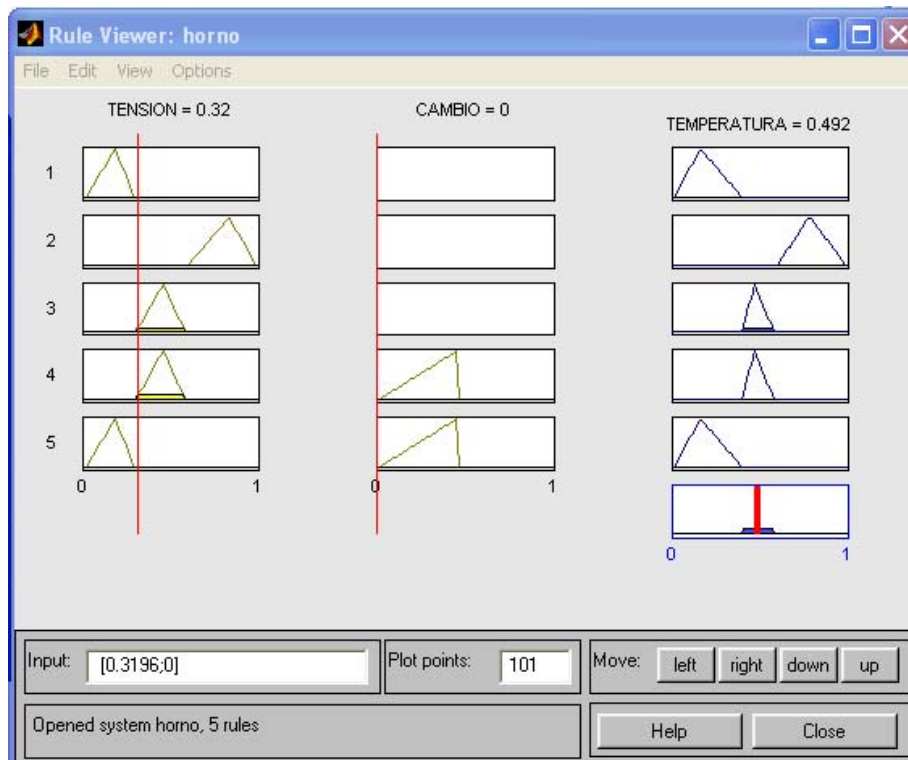 Rule Viewer: horno
File Edit View Options
TENSION = 0.32 CAMBIO = 0 TEMPERATURA = 0.492
1
2
3
4
5
0 1 0 1
0 1
Input: [0.3196;0] Plot points: 101 Move: left right down up
Opened system horno, 5 rules Help Close